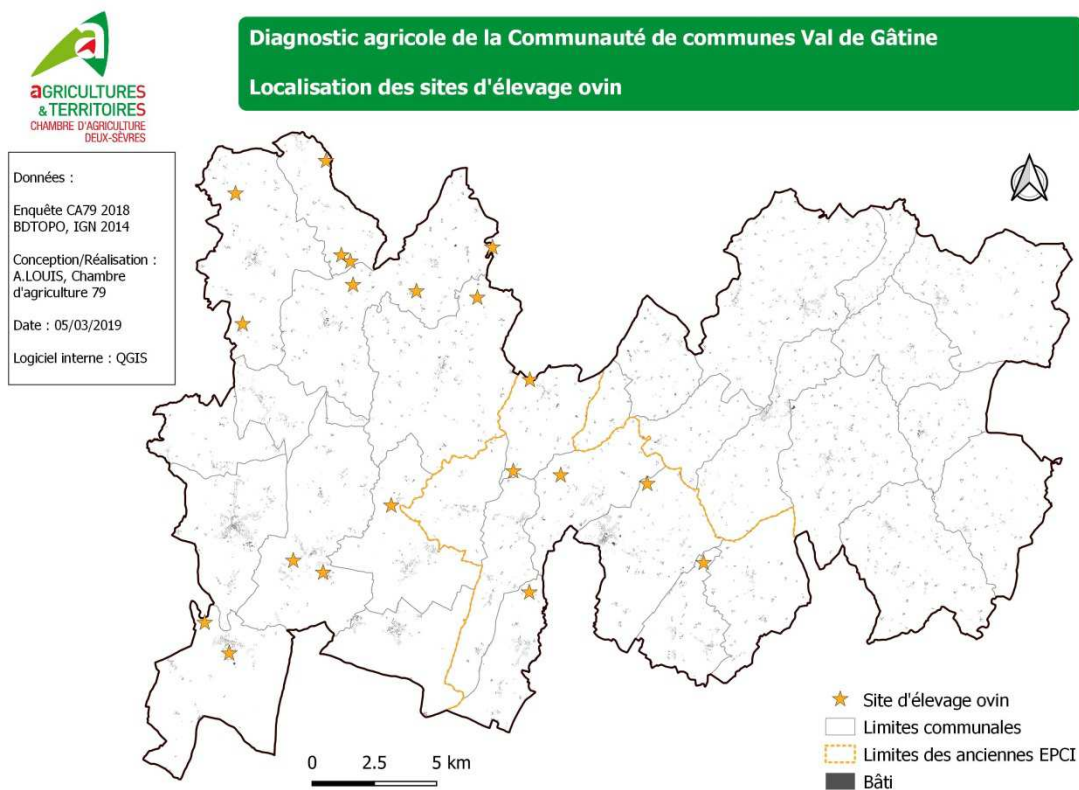 aGRICULTURES
& TERRITOIRES
CHAMBRE D'AGRICULTURE
DEUX-SÈVRES
Diagnostic agricole de la Communauté de communes Val de Gâtine
Localisation des sites d'élevage ovin
Données :
Enquête CA79 2018
BDTOPO, IGN 2014
Conception/Réalisation :
A.LOUIS, Chambre
d'agriculture 79
Date : 05/03/2019
Logiciel interne : QGIS
Site d'élevage ovin
Limites communales
Limites des anciennes EPCI
Bâti
0 2.5 5 km